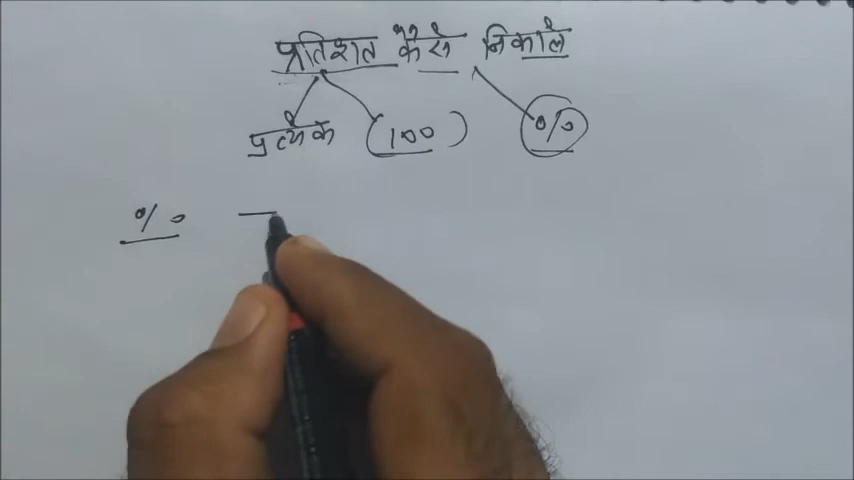 प्रतिशत कैसे निकाले
प्रत्येक (100) %
%